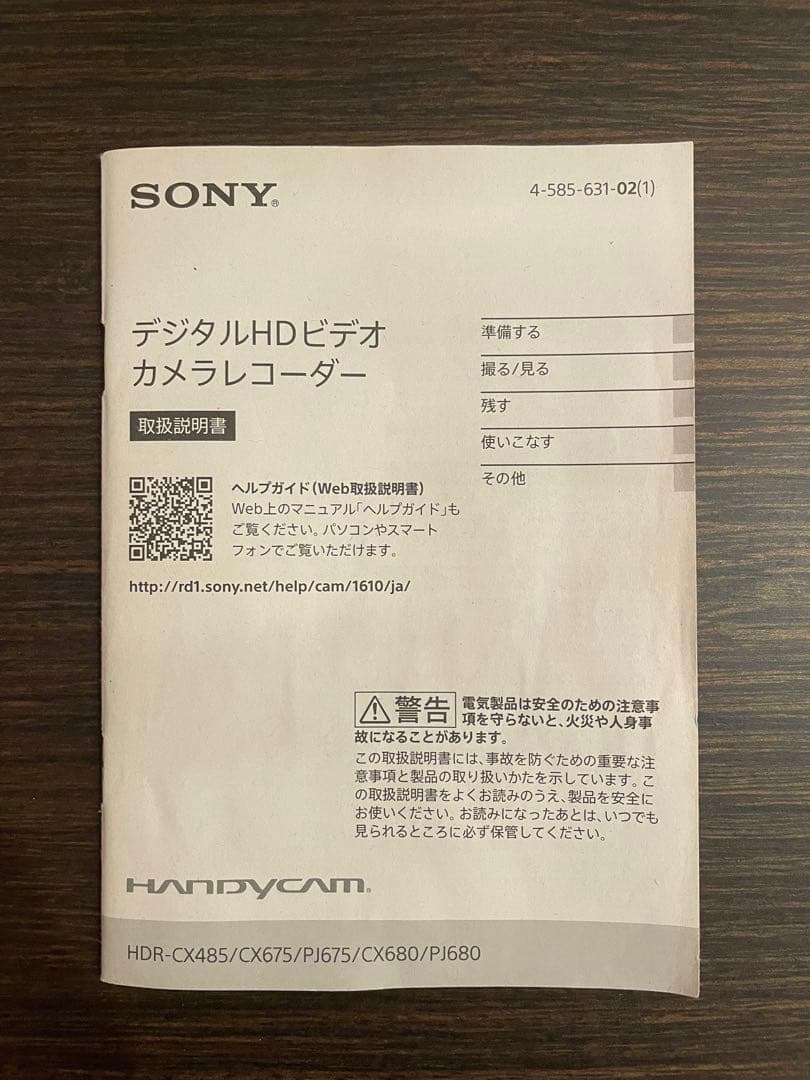 SONY®
4-585-631-02(1)
デジタルHDビデオ
カメラレコーダー
取扱説明書
準備する
撮る/見る
残す
使いこなす
その他
ヘルプガイド(Web取扱説明書)
Web上のマニュアル「ヘルプガイド」も
ご覧ください。パソコンやスマート
フォンでご覧いただけます。
http://rd1.sony.net/help/cam/1610/ja/
警告
電気製品は安全のための注意事
項を守らないと、火災や人身事
故になることがあります。
この取扱説明書には、事故を防ぐための重要な注
意事項と製品の取り扱いかたを示しています。こ
の取扱説明書をよくお読みのうえ、製品を安全に
お使いください。お読みになったあとは、いつでも
見られるところに必ず保管してください。
HANDYCAM®
HDR-CX485/CX675/PJ675/CX680/PJ680